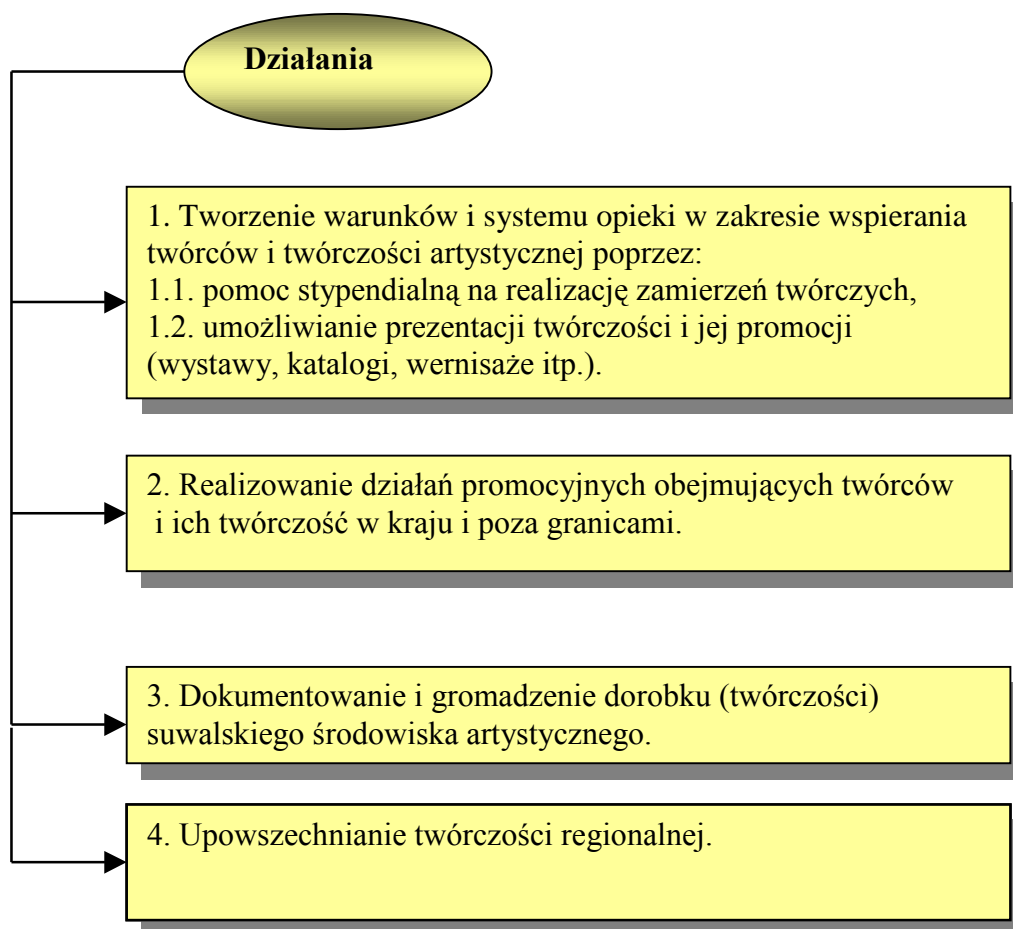 Działania
1. Tworzenie warunków i systemu opieki w zakresie wspierania
twórców i twórczości artystycznej poprzez:
1.1. pomoc stypendialną na realizację zamierzeń twórczych,
1.2. umożliwianie prezentacji twórczości i jej promocji
(wystawy, katalogi, wernisaże itp.).
2. Realizowanie działań promocyjnych obejmujących twórców
i ich twórczość w kraju i poza granicami.
3. Dokumentowanie i gromadzenie dorobku (twórczości)
suwalskiego środowiska artystycznego.
4. Upowszechnianie twórczości regionalnej.